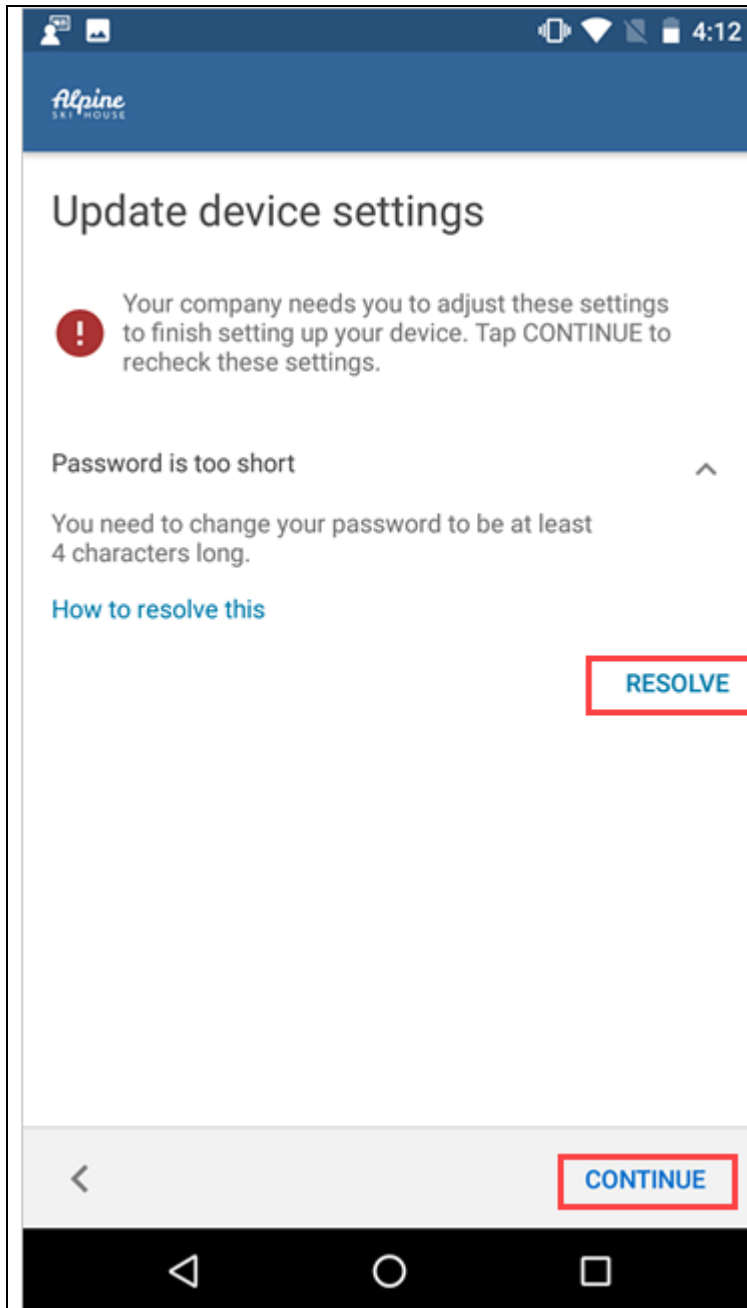 4:12
Alpine
SKI HOUSE
Update device settings
Your company needs you to adjust these settings
to finish setting up your device. Tap CONTINUE to
recheck these settings.
Password is too short
You need to change your password to be at least
4 characters long.
How to resolve this
RESOLVE
CONTINUE